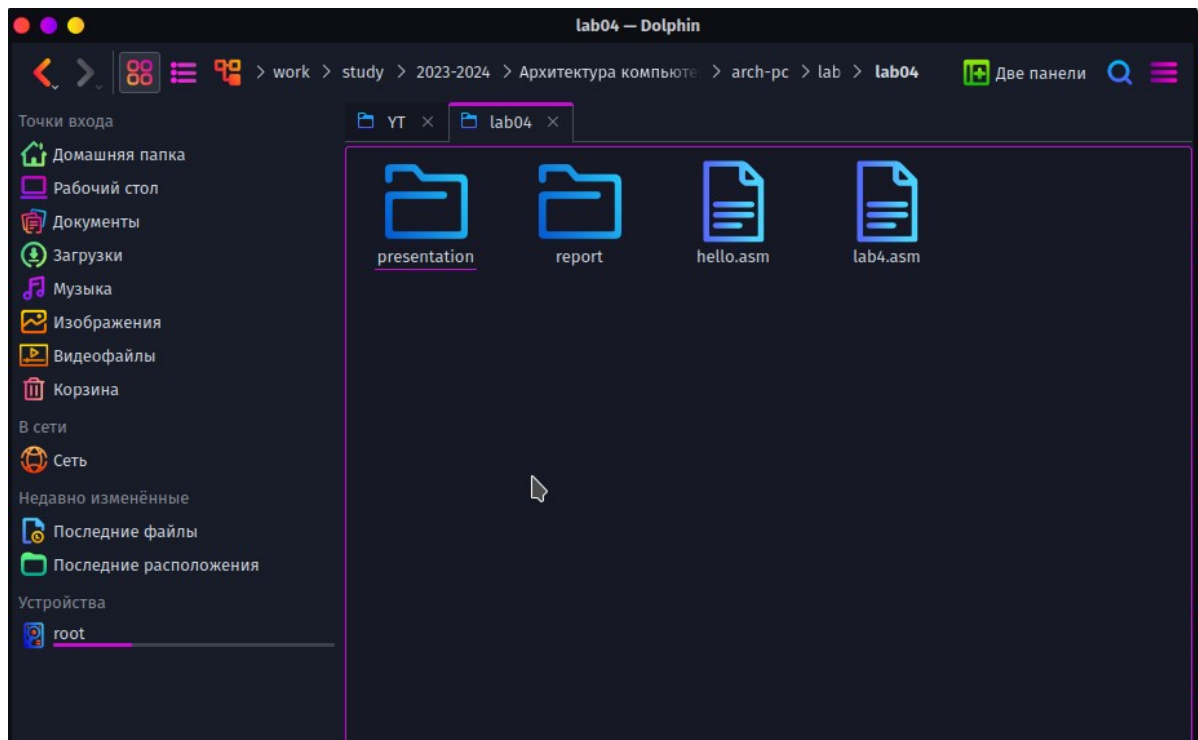 lab04 — Dolphin
> work > study > 2023-2024 > Архитектура компьюте > arch-pc > lab > lab04 Две панели
Точки входа
YT × lab04 ×
Домашняя папка
Рабочий стол
Документы
Загрузки
Музыка
Изображения
Видеофайлы
Корзина
В сети
Сеть
Недавно изменённые
Последние файлы
Последние расположения
Устройства
root
presentation report hello.asm lab4.asm